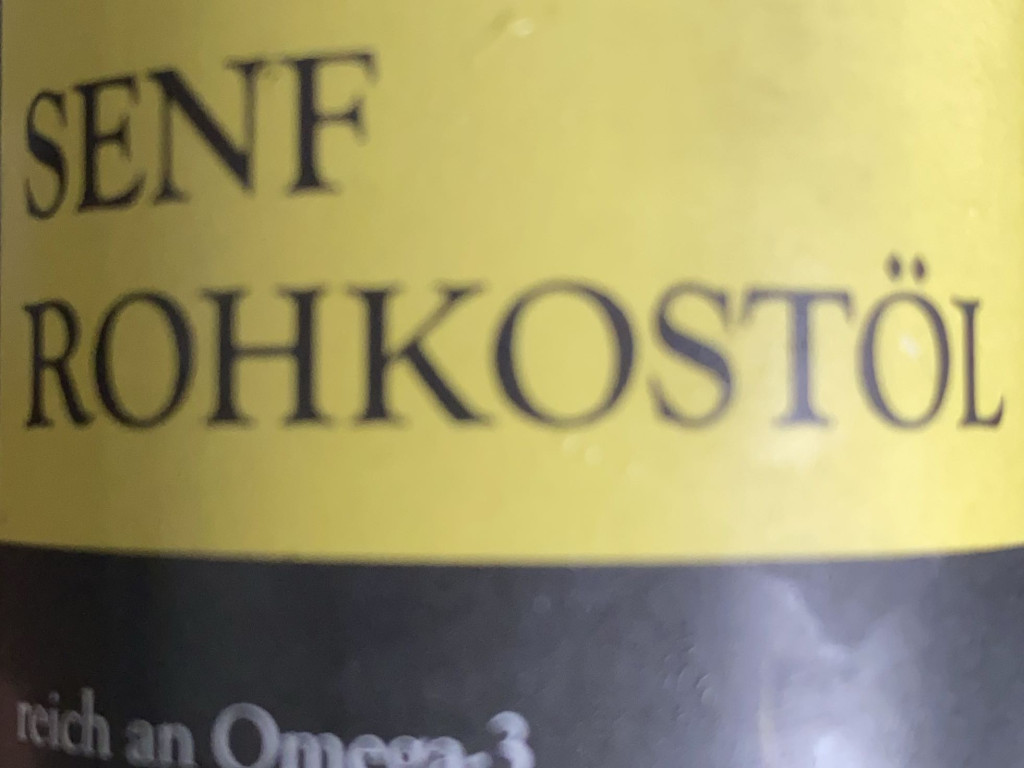 SENF
ROHKOSTÖL
reich an Omega-3